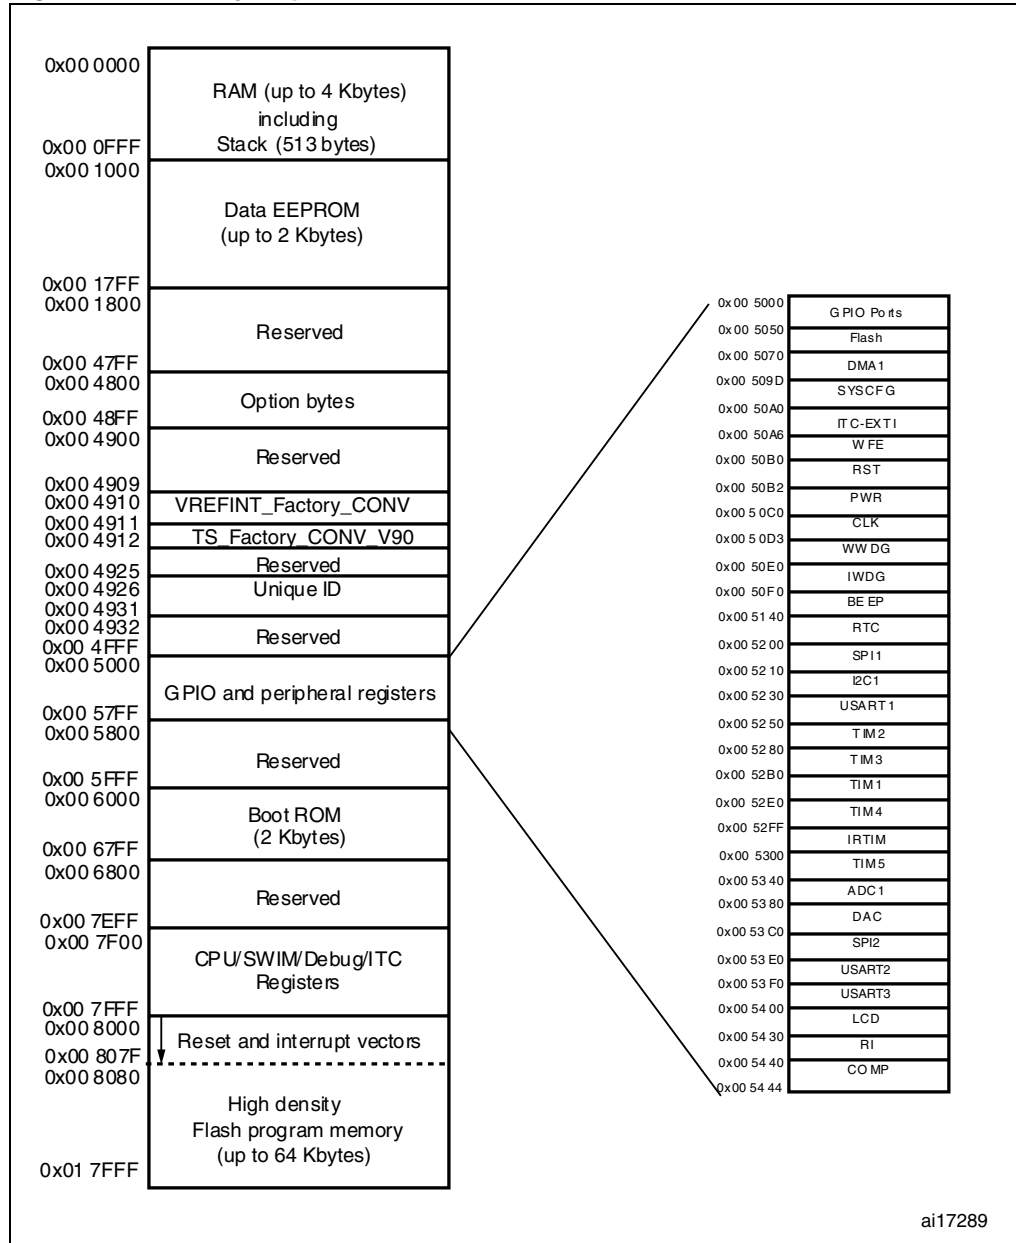 0x00 0000
RAM (up to 4 Kbytes)
including
Stack (513 bytes)
0x00 0FFF
0x00 1000
Data EEPROM
(up to 2 Kbytes)
0x00 17FF
0x00 1800
Reserved
0x00 47FF
0x00 4800
Option bytes
0x00 48FF
0x00 4900
Reserved
0x00 4909
0x00 4910
VREFINT_Factory_CONV
0x00 4911
0x00 4912
TS_Factory_CONV_V90
Reserved
0x00 4925
0x00 4926
Unique ID
0x00 4931
0x00 4932
Reserved
0x00 4FFF
0x00 5000
GPIO and peripheral registers
0x00 57FF
0x00 5800
Reserved
0x00 5FFF
0x00 6000
Boot ROM
(2 Kbytes)
0x00 67FF
0x00 6800
Reserved
0x00 7EFF
0x00 7F00
CPU/SWIM/Debug/ITC
Registers
0x00 7FFF
0x00 8000
Reset and interrupt vectors
0x00 807F
0x00 8080
High density
Flash program memory
(up to 64 Kbytes)
0x01 7FFF
0x00 5000
GPIO Ports
0x00 5050
Flash
0x00 5070
DMA1
0x00 509D
SYSCFG
0x00 50A0
ITC-EXTI
0x00 50A6
WFE
0x00 50B0
RST
0x00 50B2
PWR
0x00 50C0
CLK
0x00 50D3
WWDG
0x00 50E0
IWDG
0x00 50F0
BEEP
0x00 5140
RTC
0x00 5200
SPI1
0x00 5210
I2C1
0x00 5230
USART1
0x00 5250
TIM2
0x00 5280
TIM3
0x00 52B0
TIM1
0x00 52E0
TIM4
0x00 52FF
IRTIM
0x00 5300
TIM5
0x00 5340
ADC1
0x00 5380
DAC
0x00 53C0
SPI2
0x00 53E0
USART2
0x00 53F0
USART3
0x00 5400
LCD
0x00 5430
RI
0x00 5440
COMP
0x00 5444
ai17289